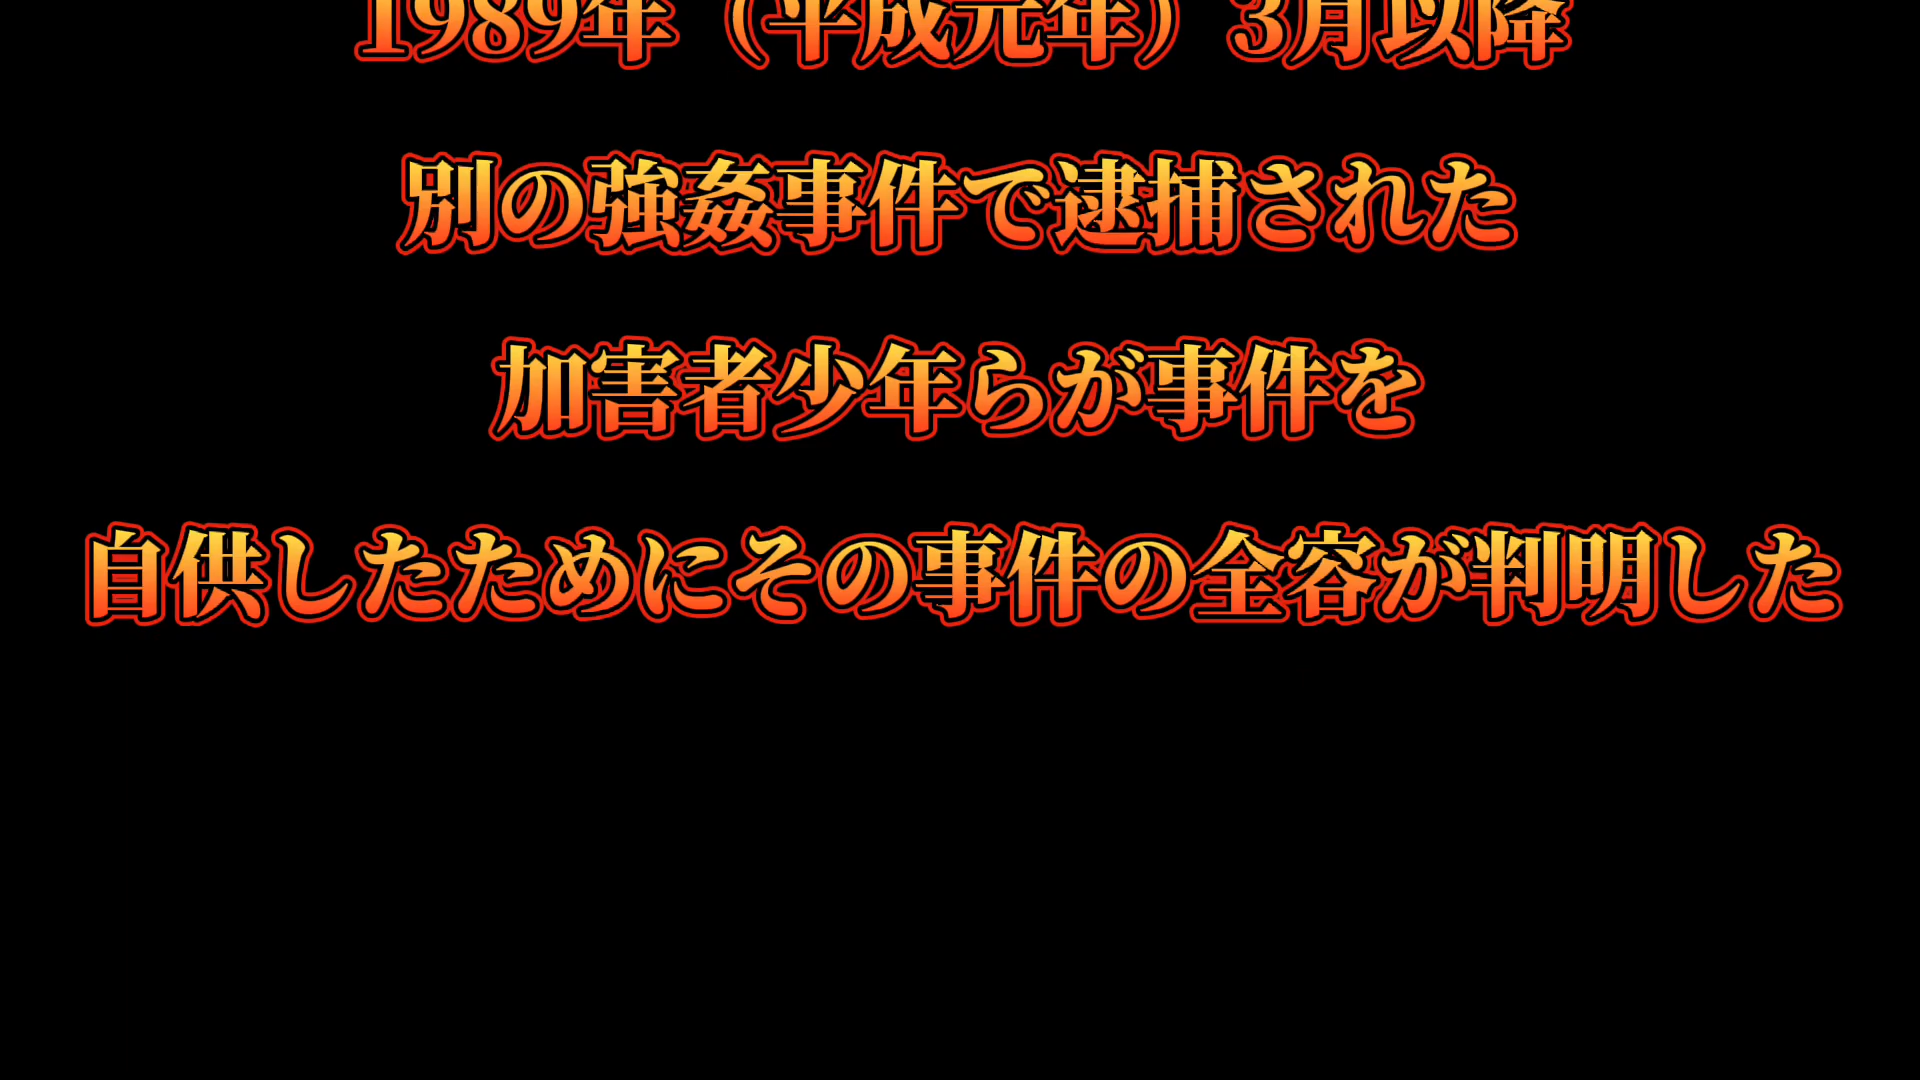 1989年（平成元年）3月以降
別の強姦事件で逮捕された
加害者少年らが事件を
自供したためにその事件の全容が判明した